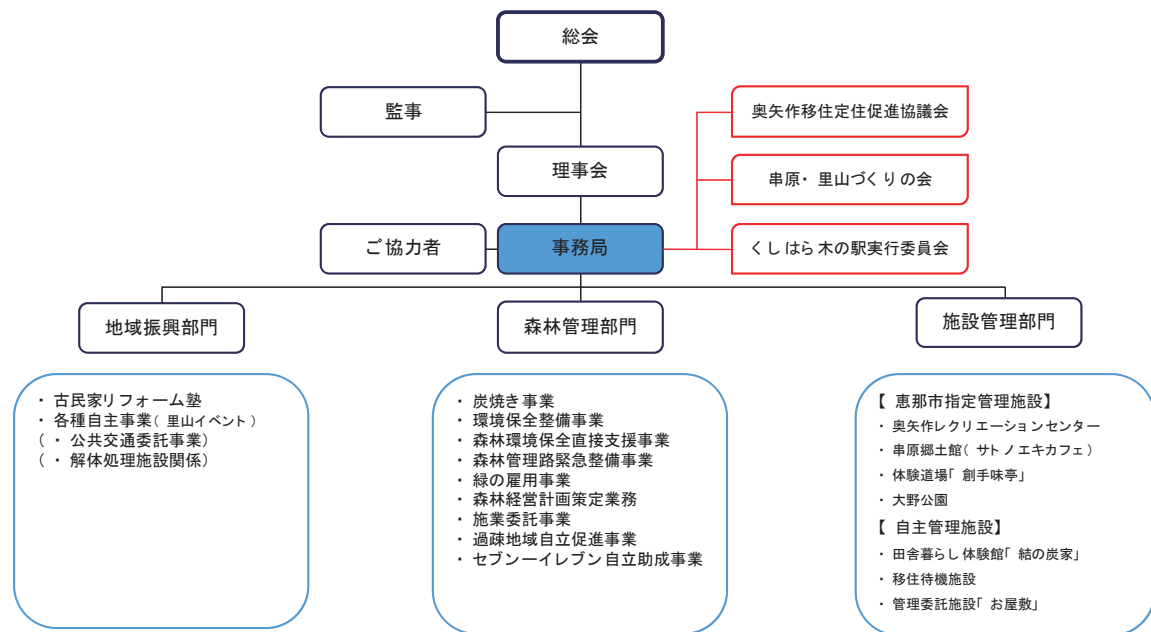 総会
監事
奥矢作移住定住促進協議会
理事会
串原・里山づくりの会
ご協力者
事務局
くしはら木の駅実行委員会
地域振興部門
森林管理部門
施設管理部門
・古民家リフォーム塾
・各種自主事業(里山イベント)
(・公共交通委託事業)
(・解体処理施設関係)
・炭焼き事業
・環境保全整備事業
・森林環境保全直接支援事業
・森林管理路緊急整備事業
・緑の雇用事業
・森林経営計画策定業務
・施業委託事業
・過疎地域自立促進事業
・セブンーイレブン自立助成事業
【恵那市指定管理施設】
・奥矢作レクリエーションセンター
・串原郷土館(サトノエキカフェ)
・体験道場「創手味亭」
・大野公園
【自主管理施設】
・田舎暮らし体験館「結の炭家」
・移住待機施設
・管理委託施設「お屋敷」